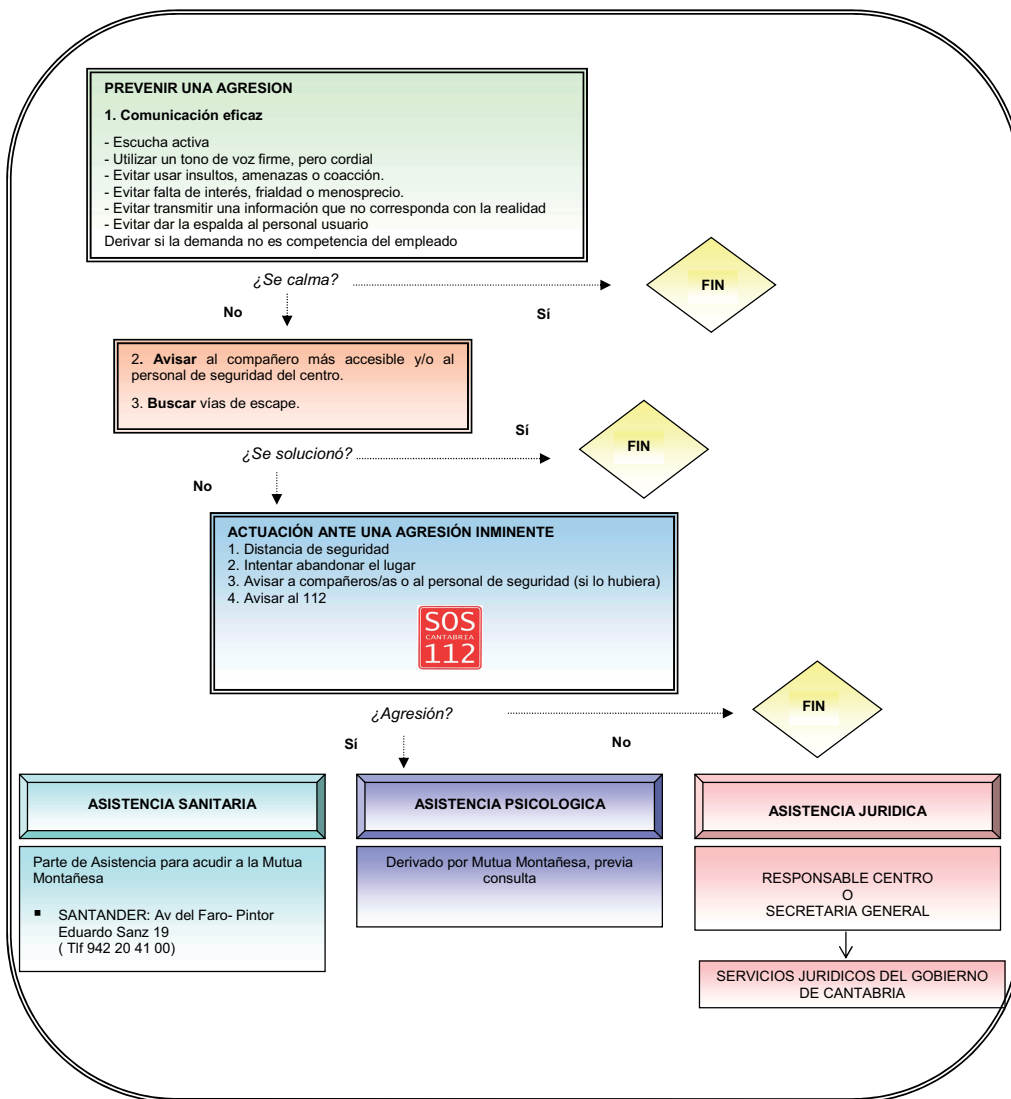 PREVENIR UNA AGRESION
1. Comunicación eficaz
- Escucha activa
- Utilizar un tono de voz firme, pero cordial
- Evitar usar insultos, amenazas o coacción.
- Evitar falta de interés, frialdad o menosprecio.
- Evitar transmitir una información que no corresponda con la realidad
- Evitar dar la espalda al personal usuario
Derivar si la demanda no es competencia del empleado
¿Se calma?
FIN
No
Sí
2. Avisar al compañero más accesible y/o al
personal de seguridad del centro.
3. Buscar vías de escape.
Sí
FIN
¿Se solucionó?
No
ACTUACIÓN ANTE UNA AGRESIÓN INMINENTE
1. Distancia de seguridad
2. Intentar abandonar el lugar
3. Avisar a compañeros/as o al personal de seguridad (si lo hubiera)
4. Avisar al 112
SOS
CANTABRIA
112
¿Agresión?
FIN
Sí
No
ASISTENCIA SANITARIA
Parte de Asistencia para acudir a la Mutua
Montañesa
▪ SANTANDER: Av del Faro- Pintor
Eduardo Sanz 19
( Tlf 942 20 41 00)
ASISTENCIA PSICOLOGICA
Derivado por Mutua Montañesa, previa
consulta
ASISTENCIA JURIDICA
RESPONSABLE CENTRO
O
SECRETARIA GENERAL
SERVICIOS JURIDICOS DEL GOBIERNO
DE CANTABRIA